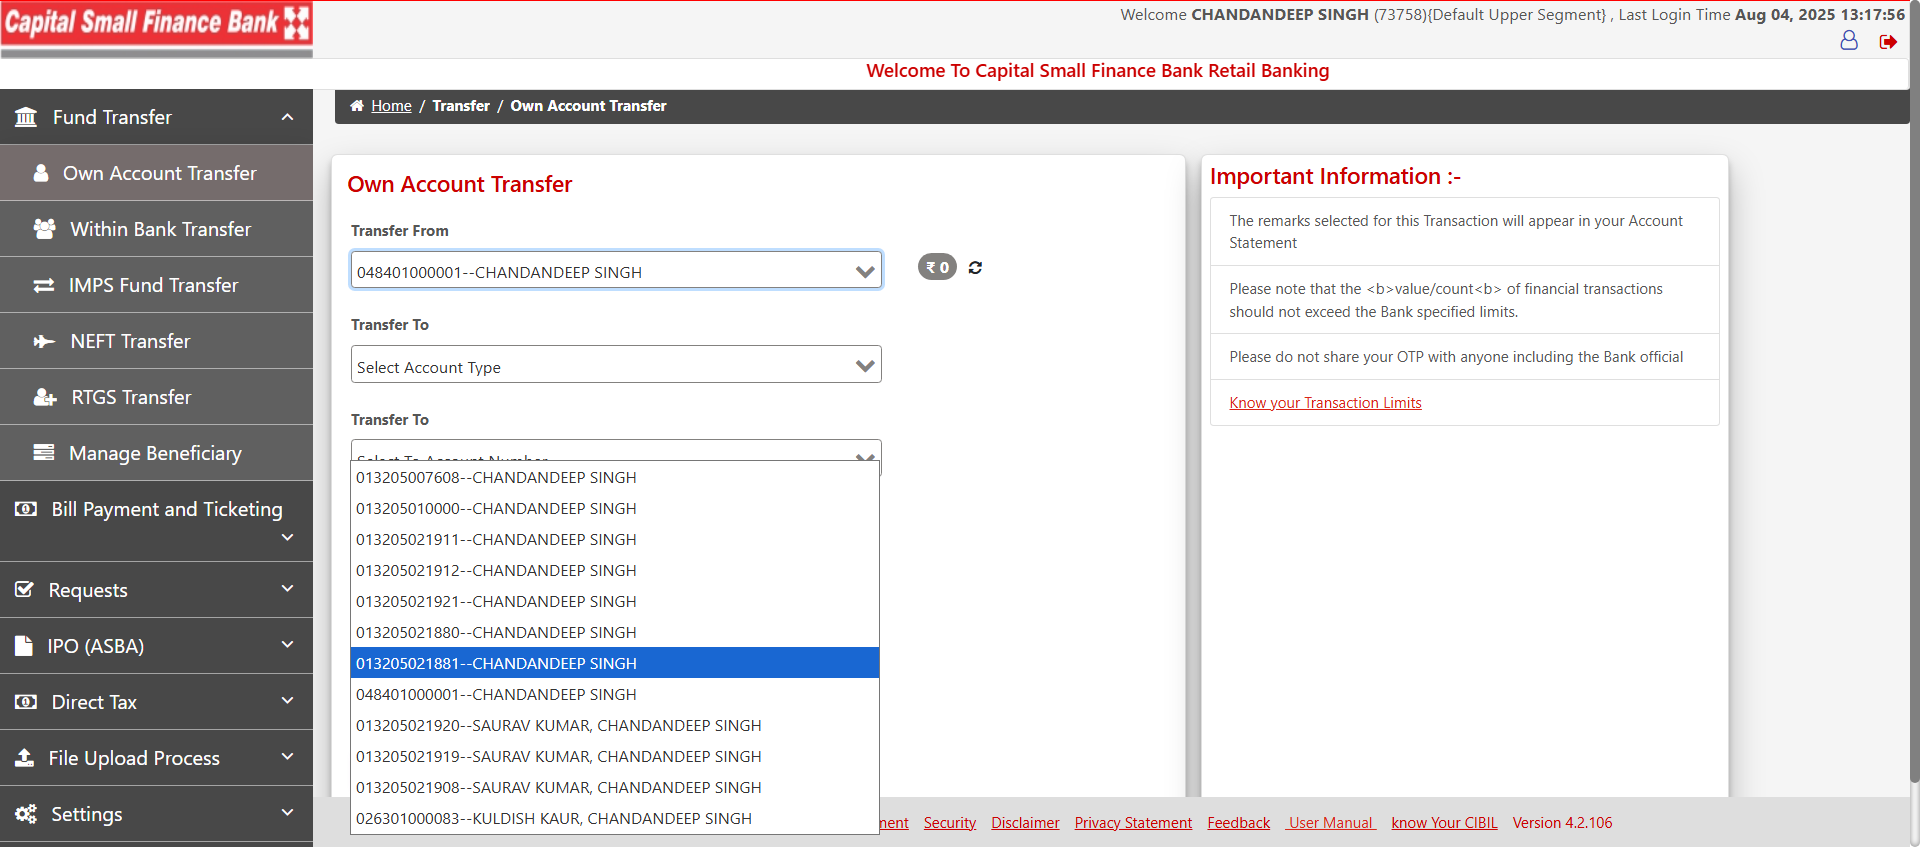 Capital Small Finance Bank
Welcome CHANDANDEEP SINGH (73758){Default Upper Segment} , Last Login Time Aug 04, 2025 13:17:56
Welcome To Capital Small Finance Bank Retail Banking
Home / Transfer / Own Account Transfer
Fund Transfer
Own Account Transfer
Within Bank Transfer
IMPS Fund Transfer
NEFT Transfer
RTGS Transfer
Manage Beneficiary
Bill Payment and Ticketing
Requests
IPO (ASBA)
Direct Tax
File Upload Process
Settings
Own Account Transfer
Transfer From
048401000001--CHANDANDEEP SINGH
₹ 0
Transfer To
Select Account Type
Transfer To
Select To Account Number
013205007608--CHANDANDEEP SINGH
013205010000--CHANDANDEEP SINGH
013205021911--CHANDANDEEP SINGH
013205021912--CHANDANDEEP SINGH
013205021921--CHANDANDEEP SINGH
013205021880--CHANDANDEEP SINGH
013205021881--CHANDANDEEP SINGH
048401000001--CHANDANDEEP SINGH
013205021920--SAURAV KUMAR, CHANDANDEEP SINGH
013205021919--SAURAV KUMAR, CHANDANDEEP SINGH
013205021908--SAURAV KUMAR, CHANDANDEEP SINGH
026301000083--KULDISH KAUR, CHANDANDEEP SINGH
Important Information :-
The remarks selected for this Transaction will appear in your Account
Statement
Please note that the <b>value/count<b> of financial transactions
should not exceed the Bank specified limits.
Please do not share your OTP with anyone including the Bank official
Know your Transaction Limits
Security Disclaimer Privacy Statement Feedback User Manual know Your CIBIL Version 4.2.106